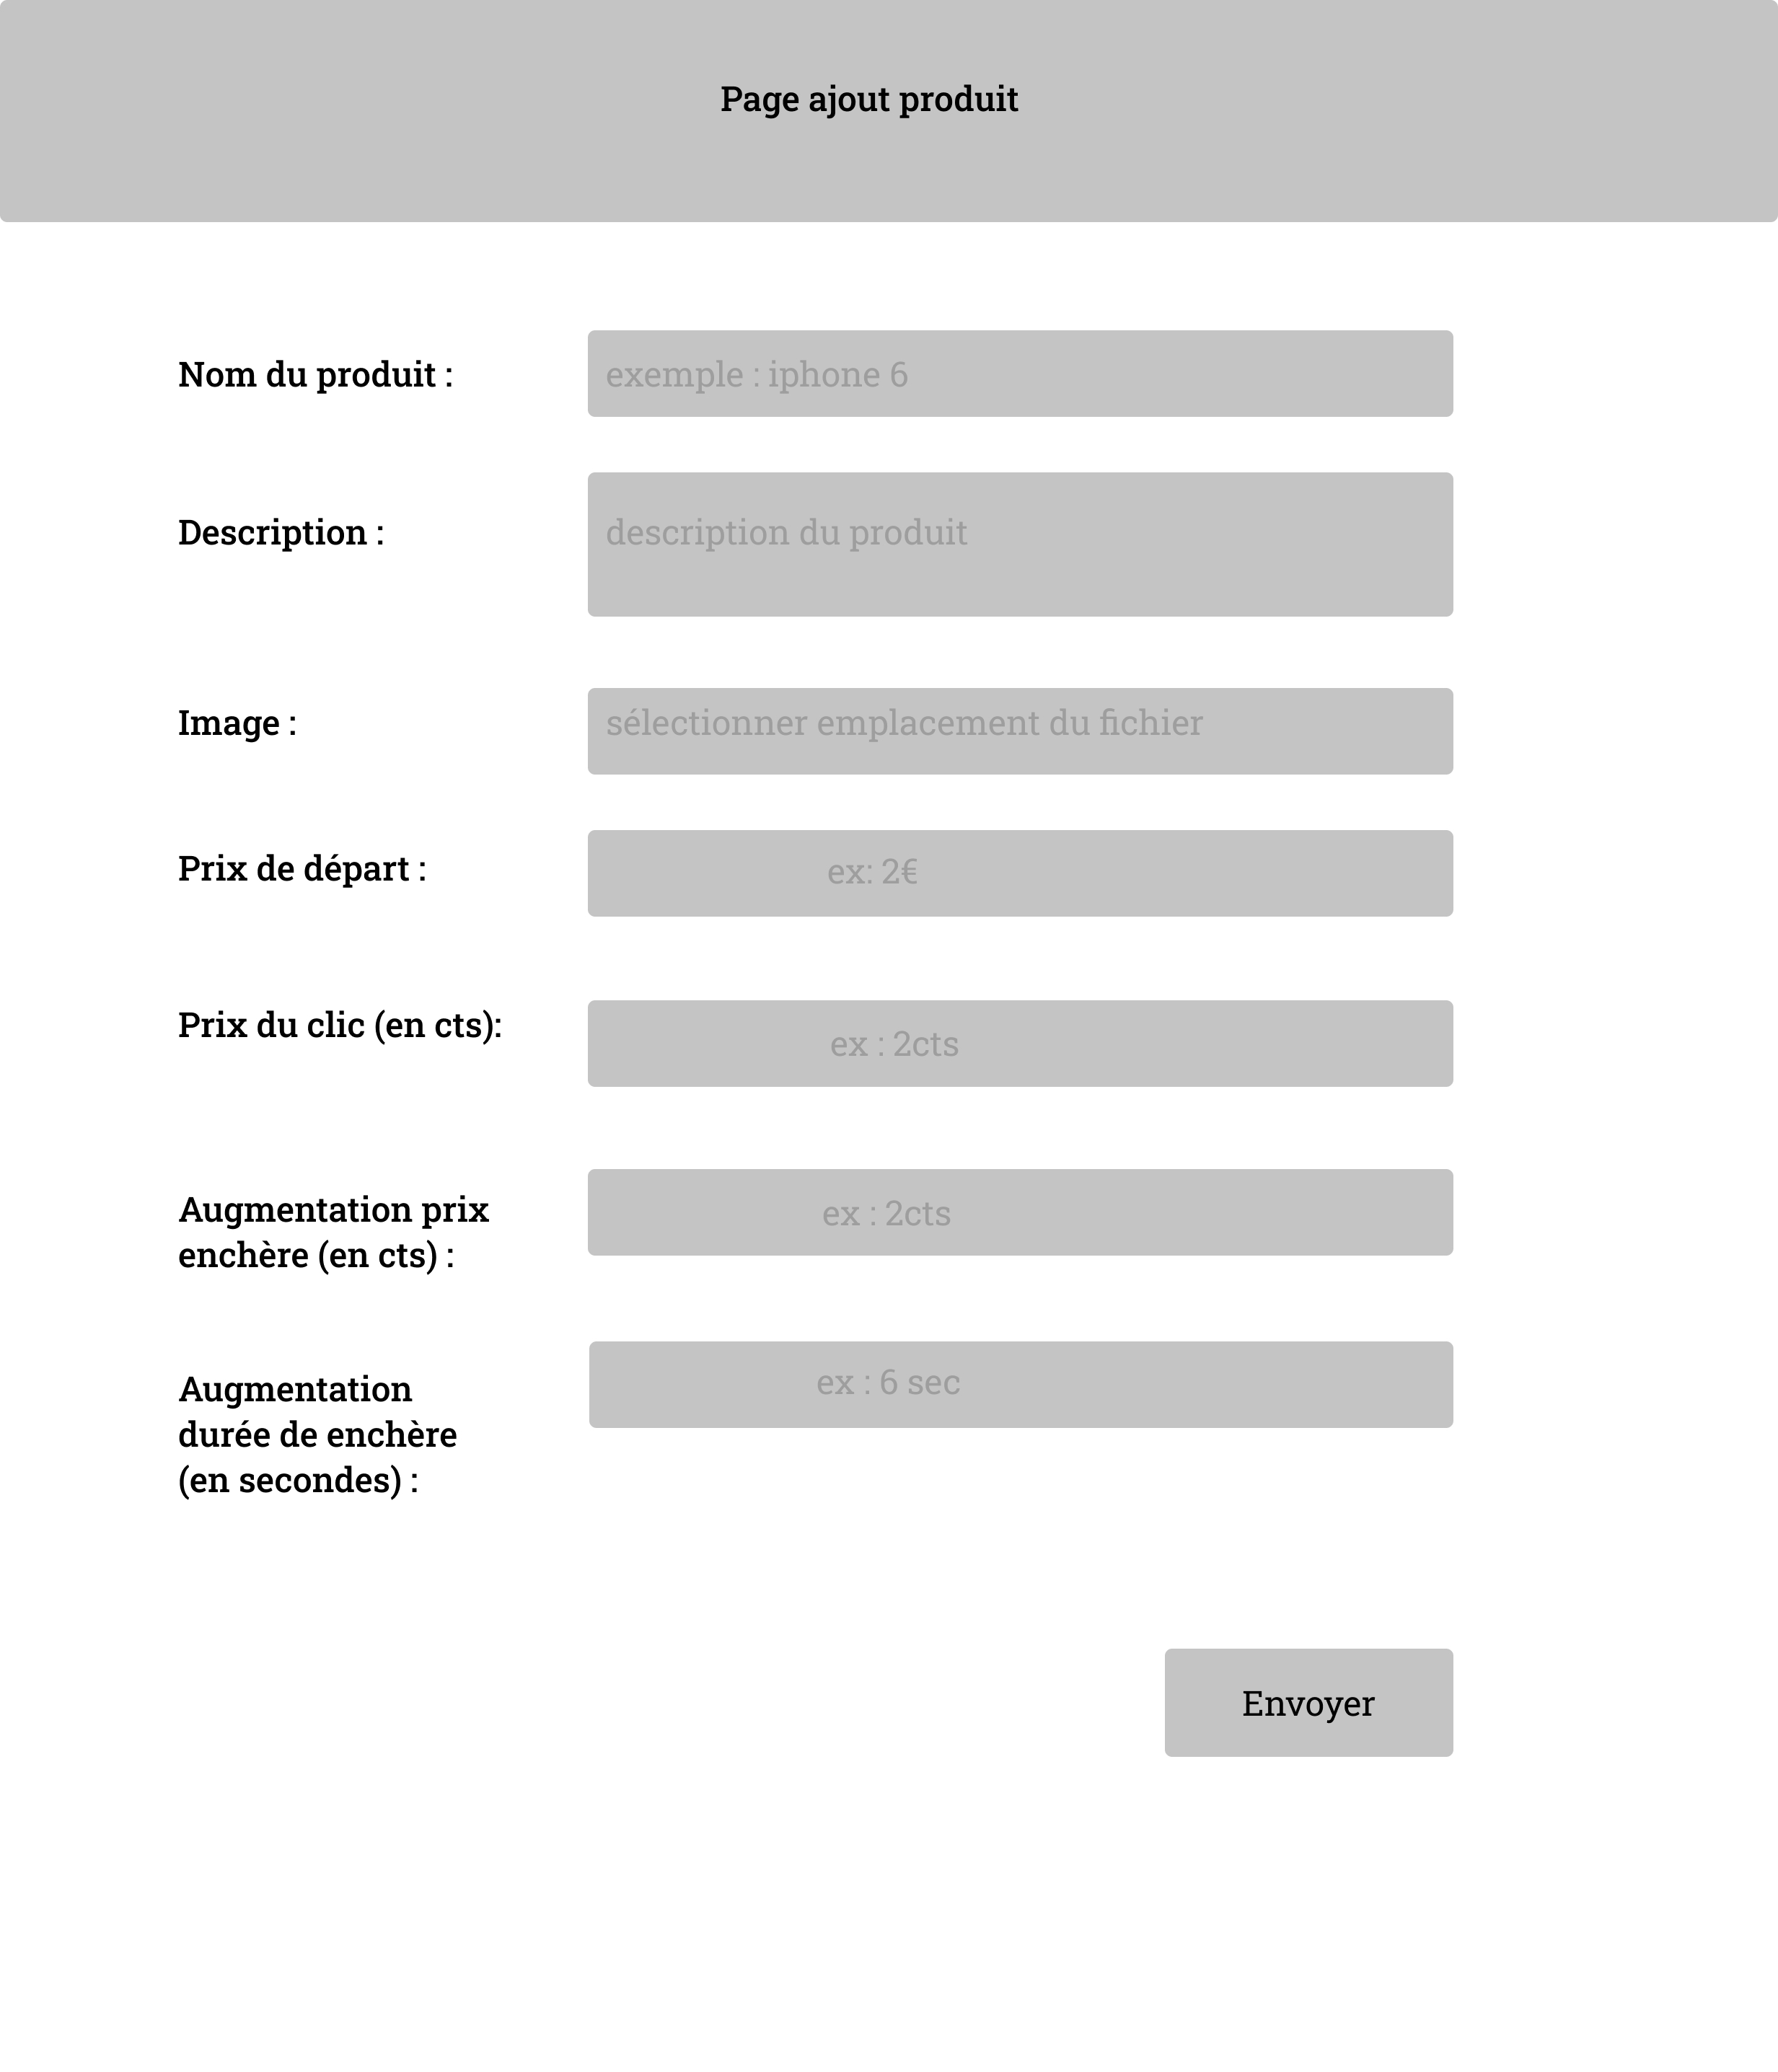 Page ajout produit
Nom du produit :
exemple : iphone 6
Description :
description du produit
Image :
sélectionner emplacement du fichier
Prix de départ :
ex: 2€
Prix du clic (en cts):
ex : 2cts
Augmentation prix
enchère (en cts) :
ex : 2cts
Augmentation
durée de enchère
(en secondes) :
ex : 6 sec
Envoyer